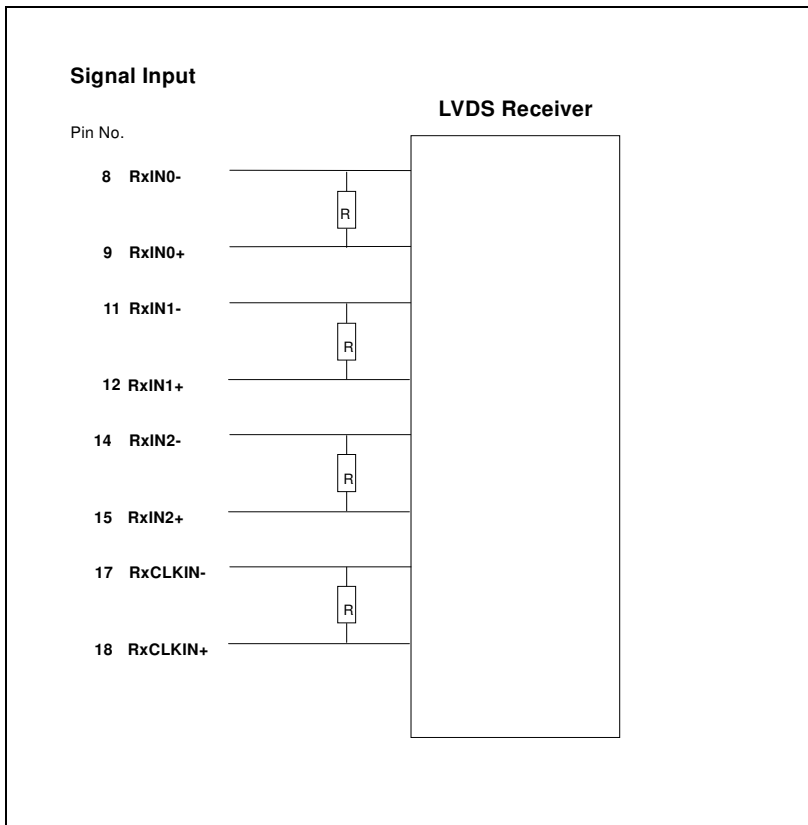 Signal Input
LVDS Receiver
Pin No.
8 RxIN0-
R
9 RxIN0+
11 RxIN1-
R
12 RxIN1+
14 RxIN2-
R
15 RxIN2+
17 RxCLKIN-
R
18 RxCLKIN+